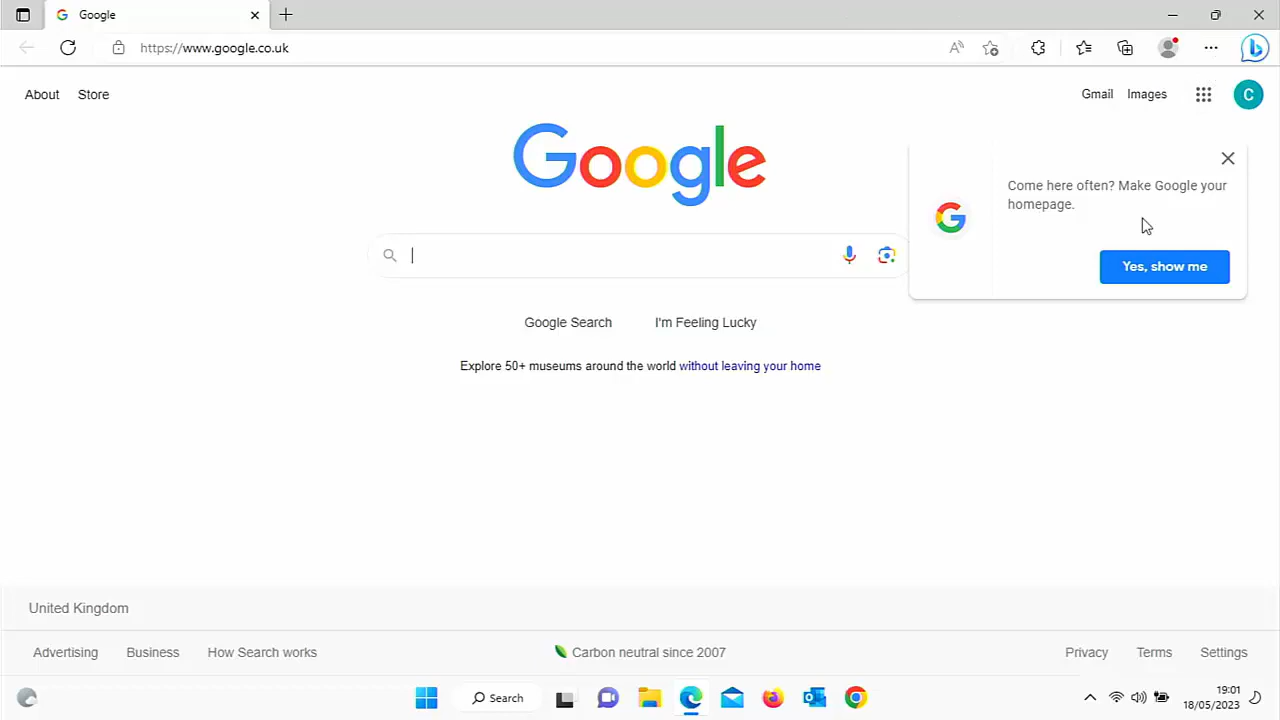 Google
https://www.google.co.uk
About Store
Gmail Images
C
Google
Come here often? Make Google your
homepage.
Yes, show me
Google Search I'm Feeling Lucky
Explore 50+ museums around the world without leaving your home
United Kingdom
Advertising Business How Search works
Carbon neutral since 2007
Privacy Terms Settings
Search
19:01
18/05/2023